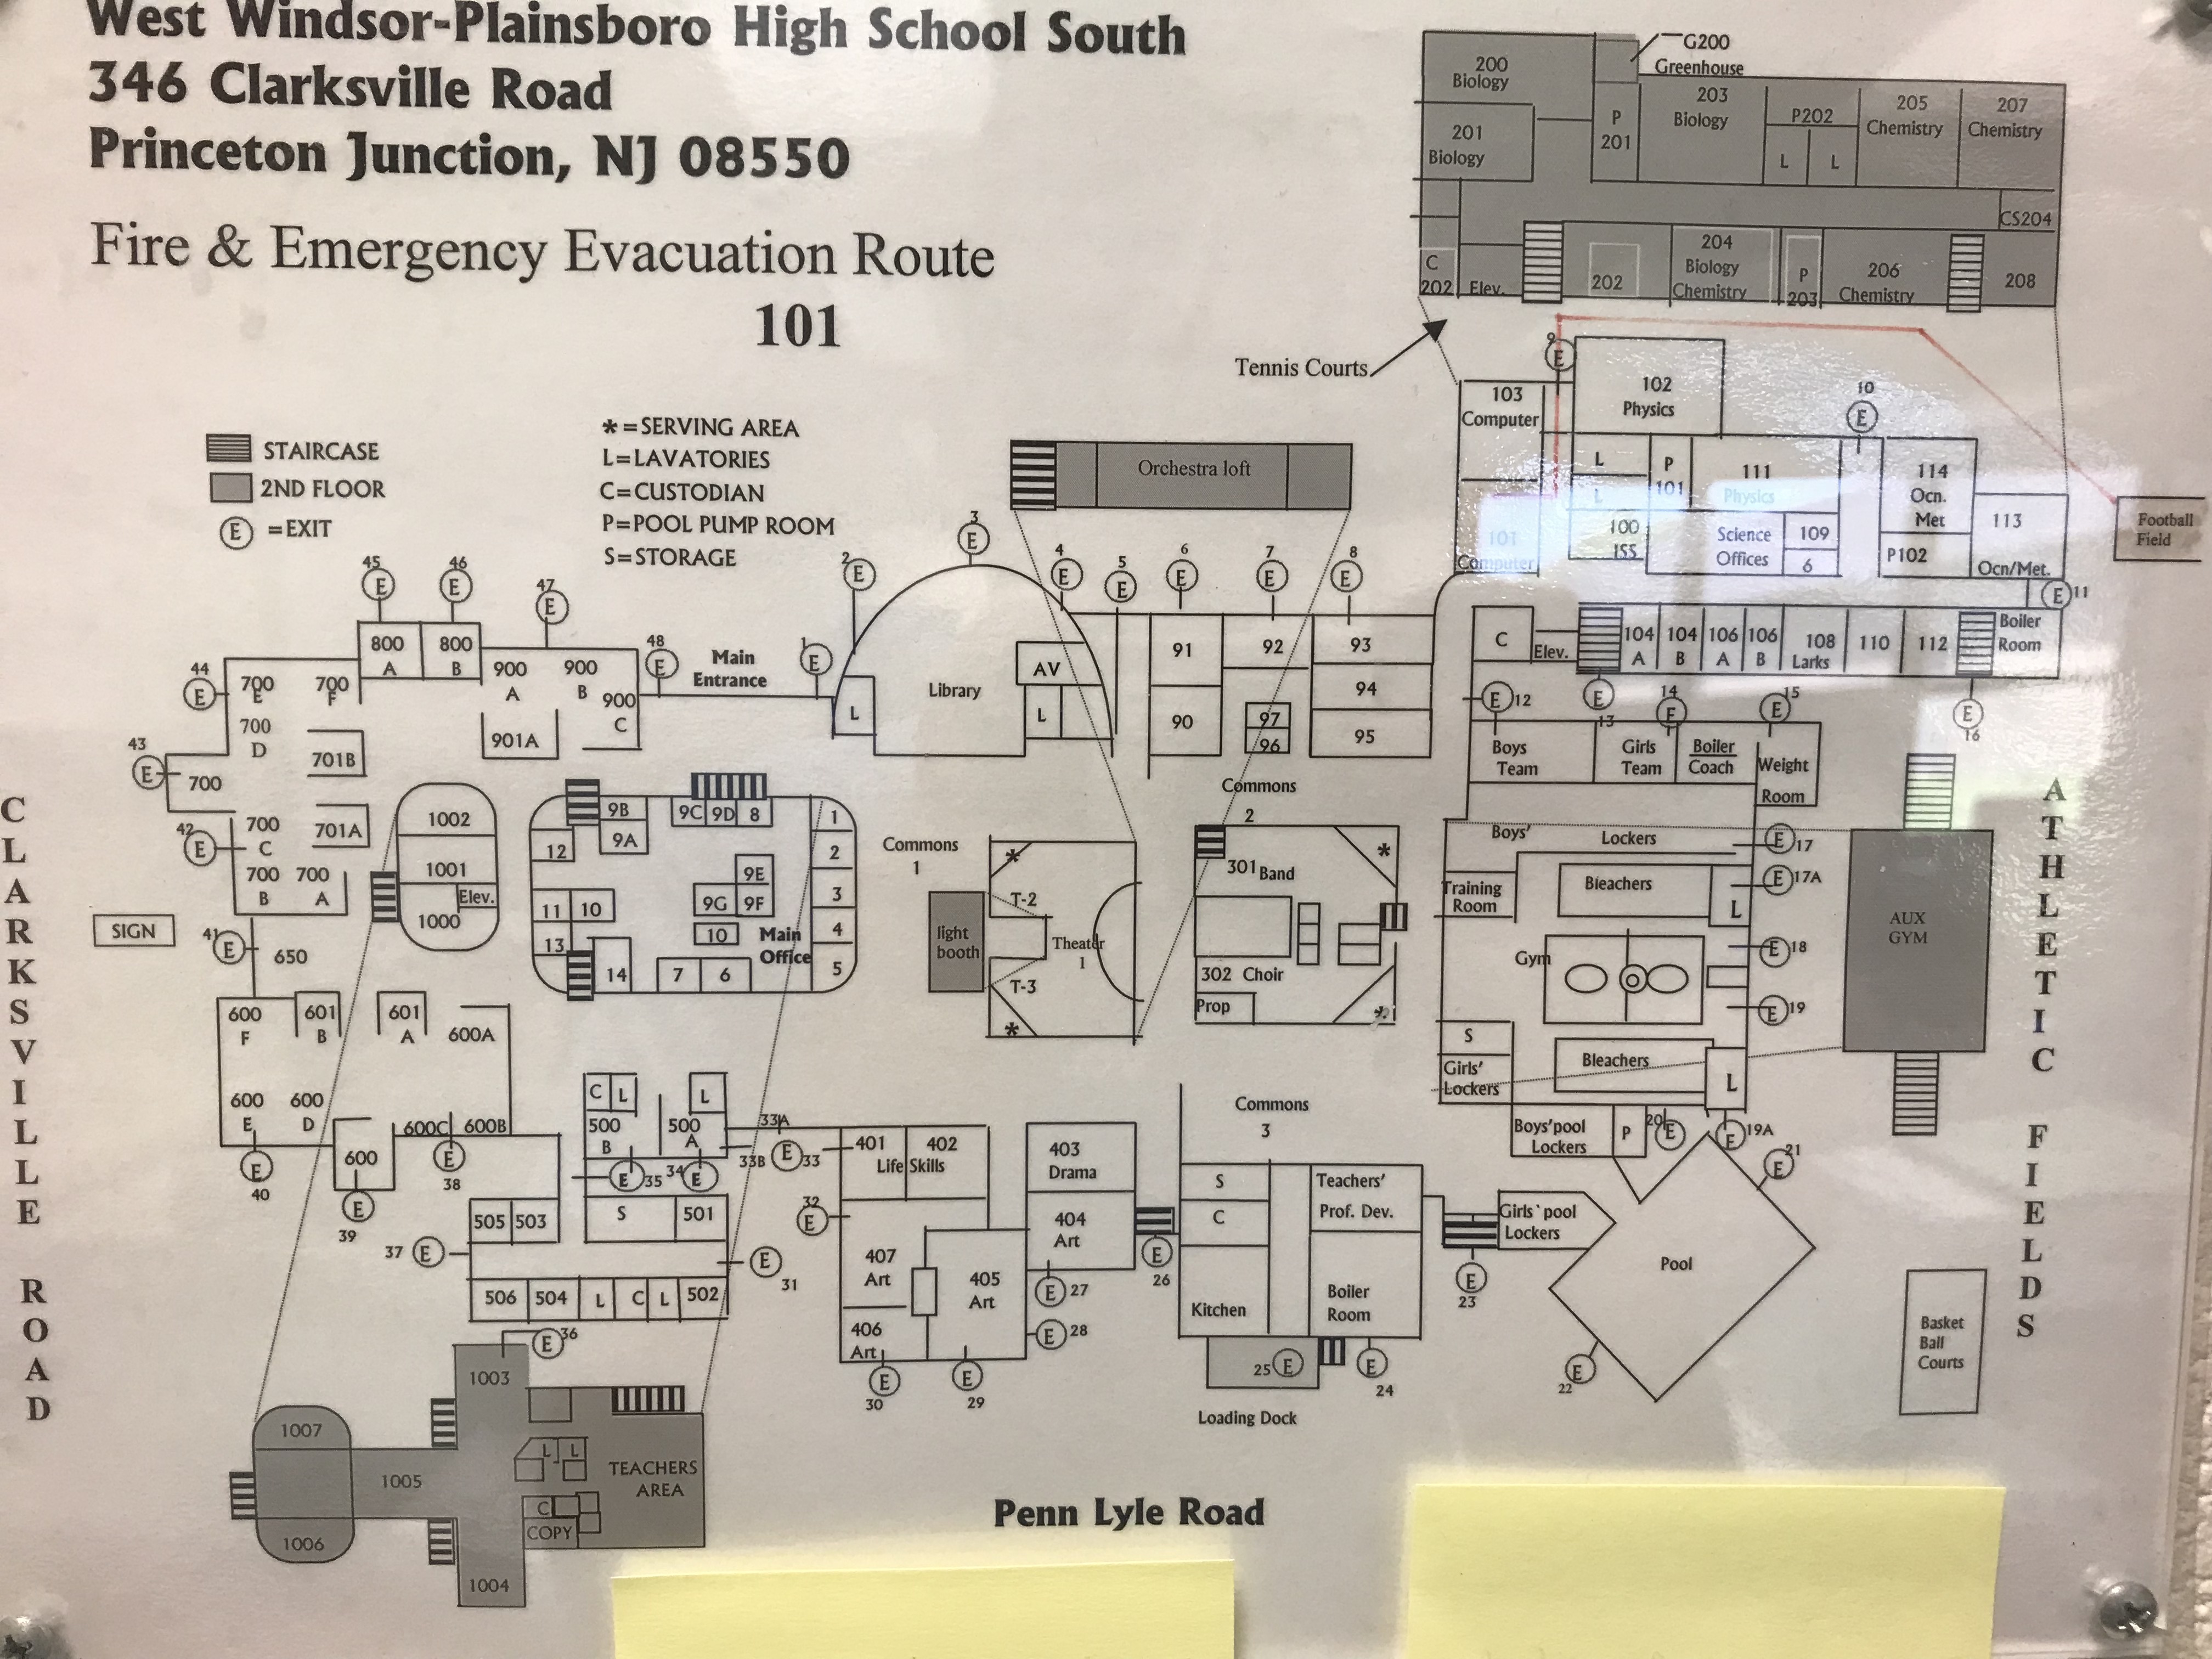 West Windsor-Plainsboro High School South
346 Clarksville Road
Princeton Junction, NJ 08550
Fire & Emergency Evacuation Route
101
STAIRCASE
2ND FLOOR
E =EXIT
* =SERVING AREA
L=LAVATORIES
C=CUSTODIAN
P=POOL PUMP ROOM
S=STORAGE
G200
Greenhouse
200
Biology
201
Biology
P
201
203
Biology
P202
L L
205
Chemistry
207
Chemistry
CS204
C
202
Elev.
202
204
Biology
Chemistry
P
203
206
Chemistry
208
Tennis Courts
9
E
103
Computer
102
Physics
10
E
L
L
P
101
111
Physics
114
Ocn.
Met
113
Ocn/Met.
101
Computer
100
ISS
Science
Offices
109
6
P102
Football
Field
E 11
Orchestra loft
C
Elev.
104
A
104
B
106
A
106
B
108
Larks
110
112
Boiler
Room
E 12
E
13
14
E
15
E
E
16
Boys
Team
Girls
Team
Boiler
Coach
Weight
Room
45
E
46
E
47
E
48
E
Main
Entrance
1
E
2
E
3
E
4
E
5
E
6
E
7
E
8
E
44
E
700
E
700
F
800
A
800
B
900
A
900
B
900
C
901A
700
D
701B
43
E
700
42
E
700
C
701A
700
B
700
A
Library
AV
L
L
91
92
93
94
95
90
97
96
Commons
2
1002
1001
Elev.
1000
9B
9A
9C 9D 8
12
9E
9G 9F
11 10
10
Main
Office
13
14
7 6
1
2
3
4
5
Commons
1
light
booth
T-2
Theater
1
T-3
*
*
301 Band
*
302 Choir
Prop
*
Boys'
Lockers
E 17
Training
Room
Bleachers
L
E 17A
Gym
E 18
E 19
S
Girls'
Lockers
Bleachers
L
AUX
GYM
SIGN
41
E
650
600
F
601
B
601
A
600A
600
E
600
D
600C
600B
600
E
40
E
39
E
38
C L
L
500
B
500
A
33A
33B
E 33
E 35
34 E
505 503
S
501
37 E
E
31
506 504 L C L 502
E 36
401
402
Life Skills
32
E
407
Art
405
Art
406
Art
E
30
E
29
403
Drama
404
Art
E 27
E 28
E
26
Commons
3
S
C
Kitchen
Teachers'
Prof. Dev.
Boiler
Room
25 E
E
24
Loading Dock
Boys'pool
Lockers
P
20 E
E 19A
21
E
Girls' pool
Lockers
E
23
Pool
E
22
Basket
Ball
Courts
1003
1007
1005
1006
1004
L L
C
COPY
TEACHERS
AREA
Penn Lyle Road
CLARKSVILLE ROAD
ATHLETIC FIELDS